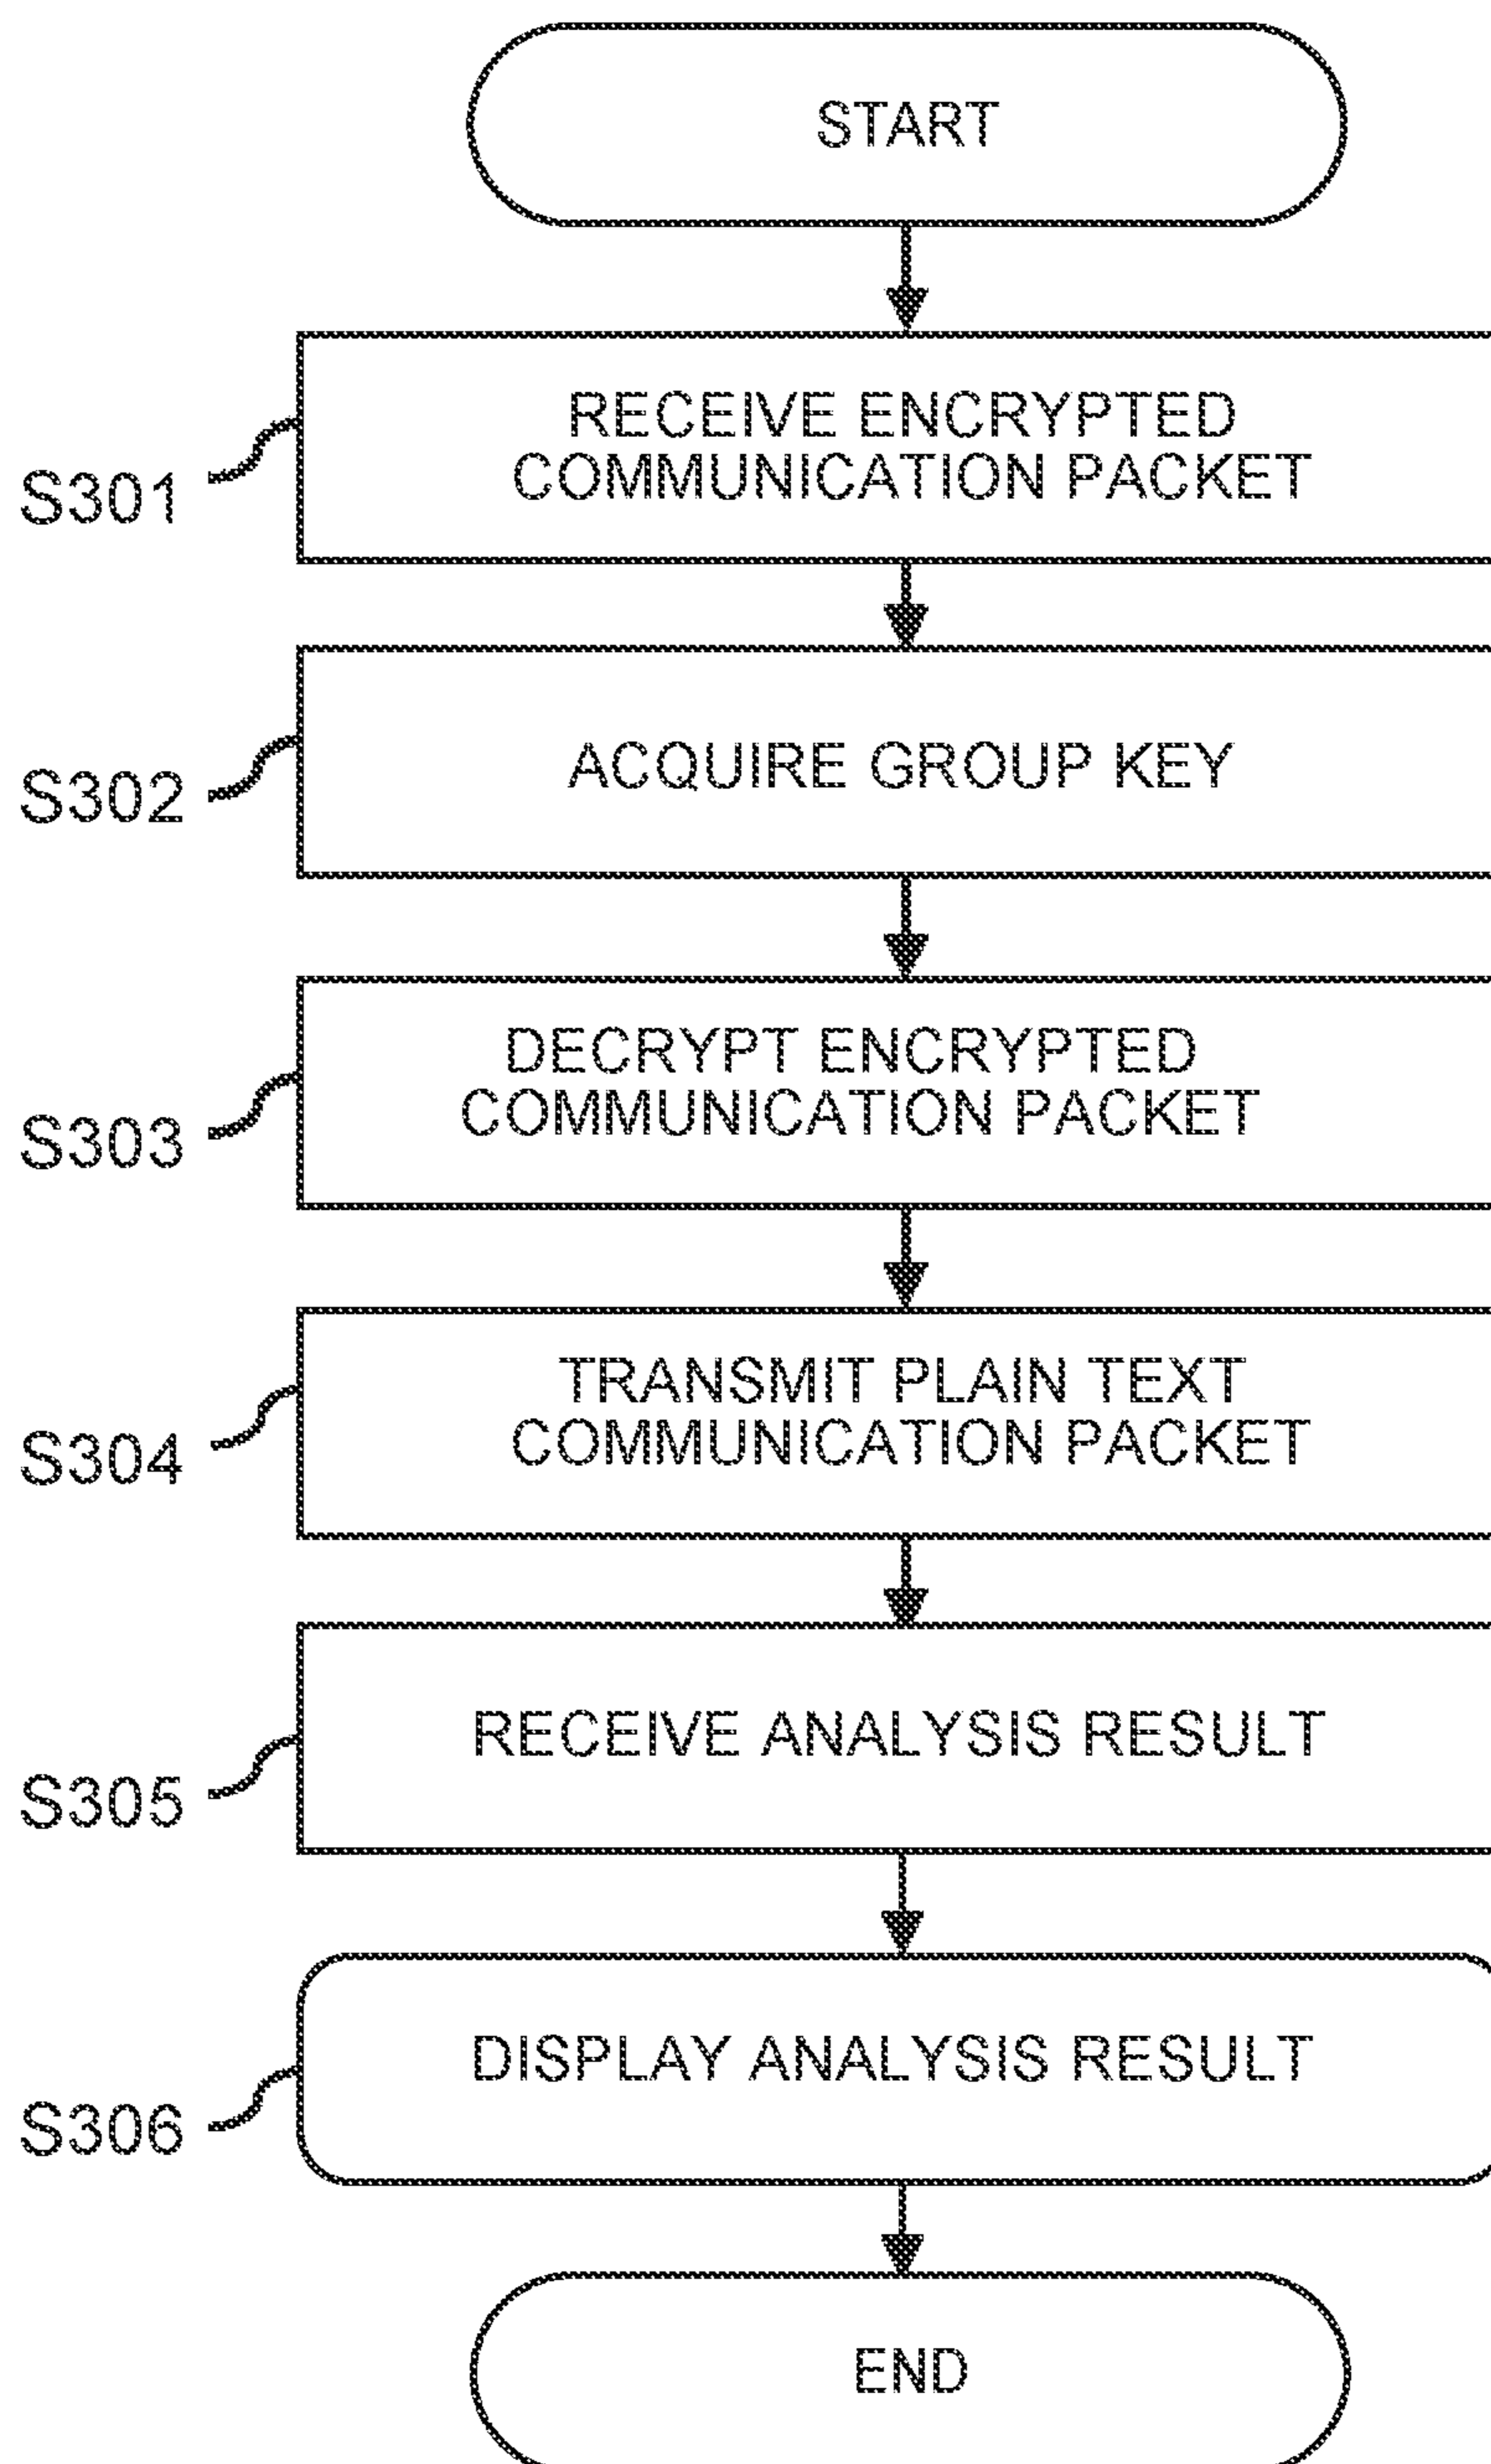 START
RECEIVE ENCRYPTED
COMMUNICATION PACKET
S301
ACQUIRE GROUP KEY
S302
DECRYPT ENCRYPTED
COMMUNICATION PACKET
S303
TRANSMIT PLAIN TEXT
COMMUNICATION PACKET
S304
RECEIVE ANALYSIS RESULT
S305
DISPLAY ANALYSIS RESULT
S306
END